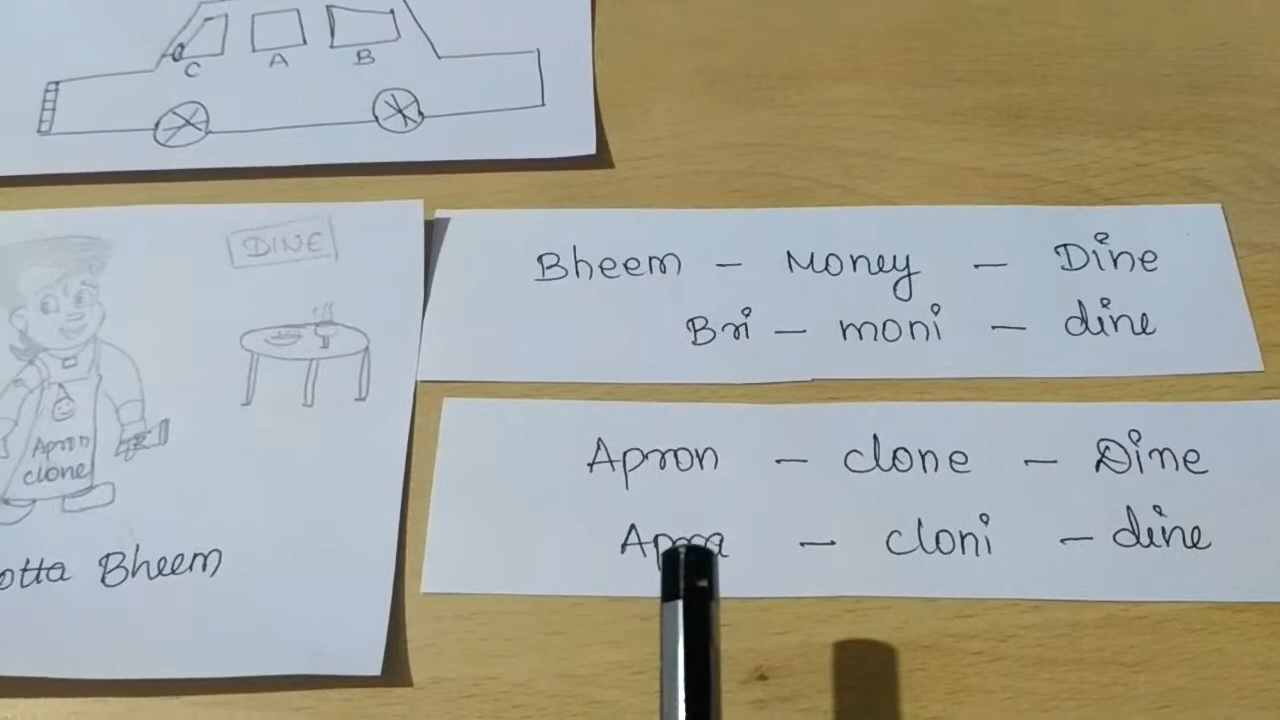 C A B
DINE
Apron
clone
otta Bheem
Bheem – Money – Dine
Bri – moni – dine
Apron – clone – Dine
– cloni – dine